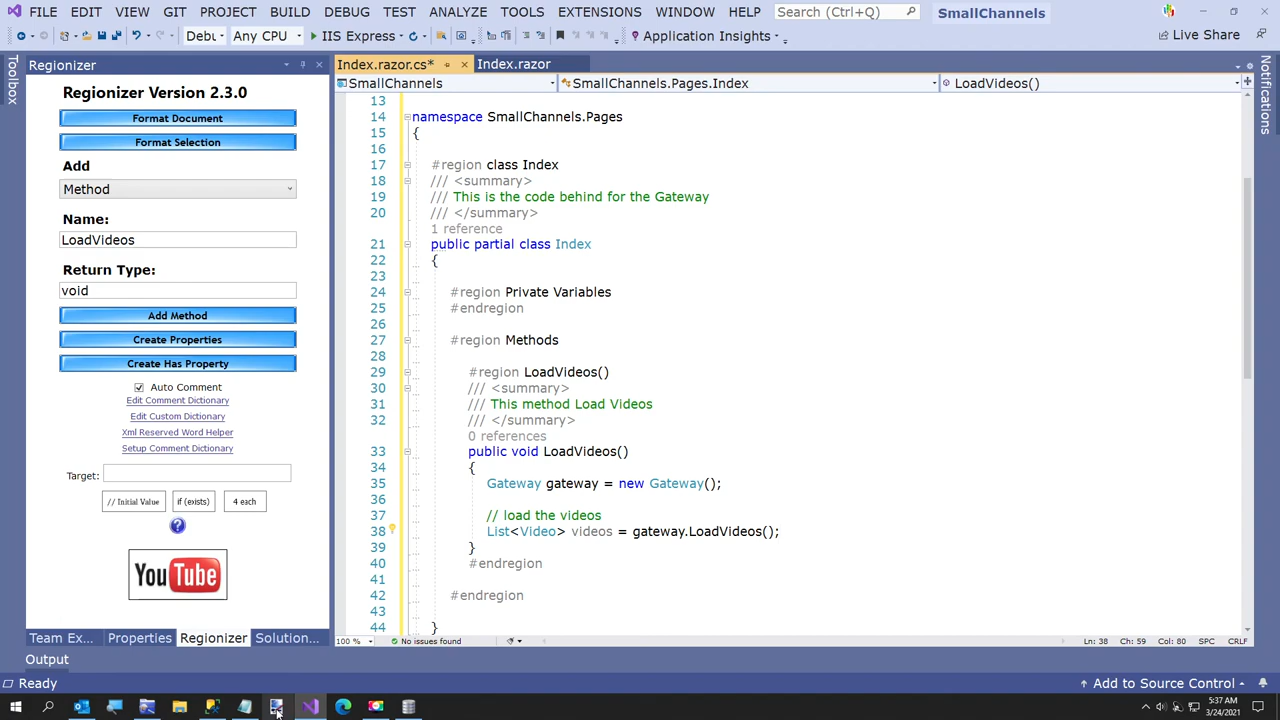 FILE EDIT VIEW GIT PROJECT BUILD DEBUG TEST ANALYZE TOOLS EXTENSIONS WINDOW HELP Search (Ctrl+Q) SmallChannels
Debu Any CPU IIS Express Application Insights Live Share
Toolbox
Regionizer
Regionizer Version 2.3.0
Format Document
Format Selection
Add
Method
Name:
LoadVideos
Return Type:
void
Add Method
Create Properties
Create Has Property
Auto Comment
Edit Comment Dictionary
Edit Custom Dictionary
Xml Reserved Word Helper
Setup Comment Dictionary
Target:
// Initial Value if (exists) 4 each
?
YouTube
Team Ex... Properties Regionizer Solution...
Index.razor.cs* Index.razor
SmallChannels SmallChannels.Pages.Index LoadVideos()
13
14 namespace SmallChannels.Pages
15 {
16
17 #region class Index
18 /// <summary>
19 /// This is the code behind for the Gateway
20 /// </summary>
1 reference
21 public partial class Index
22 {
23
24 #region Private Variables
25 #endregion
26
27 #region Methods
28
29 #region LoadVideos()
30 /// <summary>
31 /// This method Load Videos
32 /// </summary>
0 references
33 public void LoadVideos()
34 {
35 Gateway gateway = new Gateway();
36
37 // load the videos
38 List<Video> videos = gateway.LoadVideos();
39 }
40 #endregion
41
42 #endregion
43
44 }
100 % No issues found Ln: 38 Ch: 59 Col: 80 SPC CRLF
Notifications
Output
Ready Add to Source Control
5:37 AM
3/24/2021